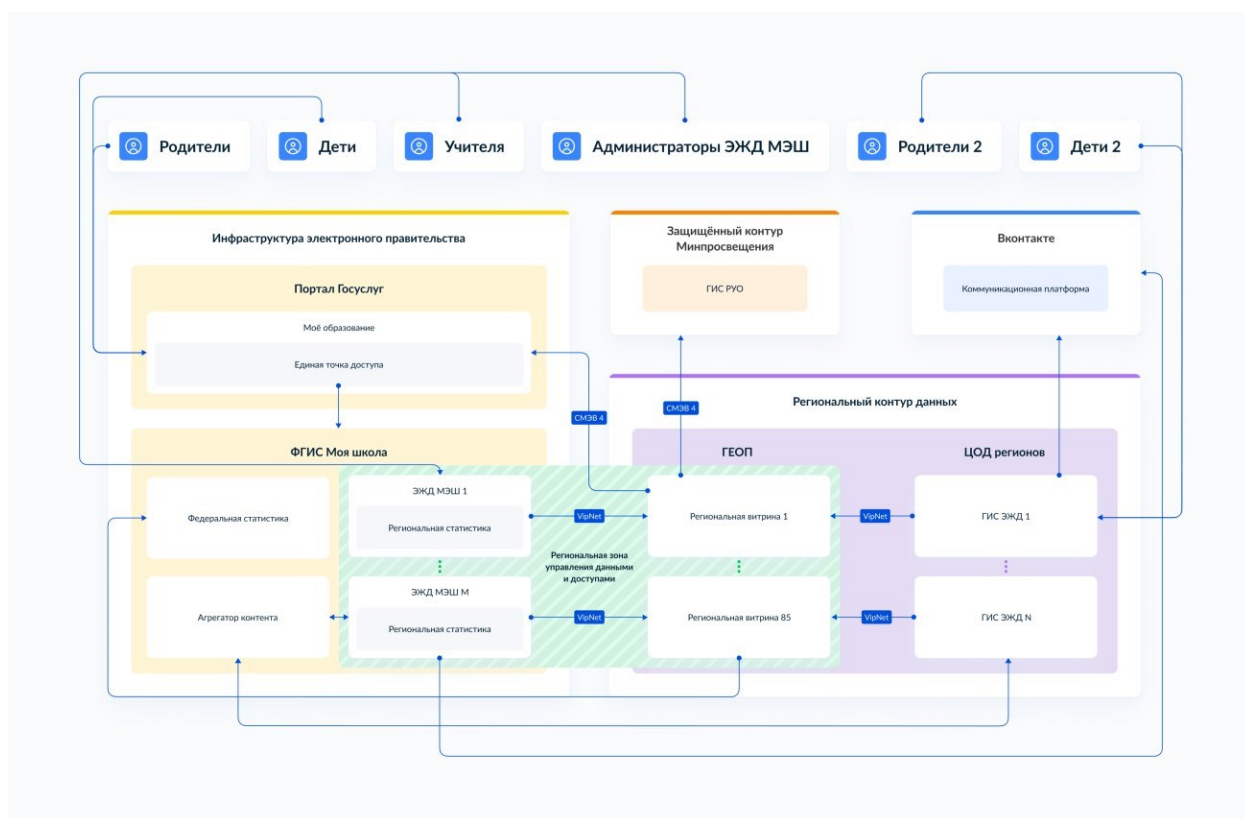 Родители
Дети
Учителя
Администраторы ЭЖД МЭШ
Родители 2
Дети 2
Инфраструктура электронного правительства
Портал Госуслуг
Моё образование
Единая точка доступа
Защищённый контур
Минпросвещения
ГИС РУО
Вконтакте
Коммуникационная платформа
СМЭВ 4
СМЭВ 4
Региональный контур данных
ФГИС Моя школа
ГЕОП
ЦОД регионов
Федеральная статистика
ЭЖД МЭШ 1
Региональная статистика
VipNet
Региональная витрина 1
VipNet
ГИС ЭЖД 1
Региональная зона
управления данными
и доступами
Агрегатор контента
ЭЖД МЭШ М
Региональная статистика
VipNet
Региональная витрина 85
VipNet
ГИС ЭЖД N